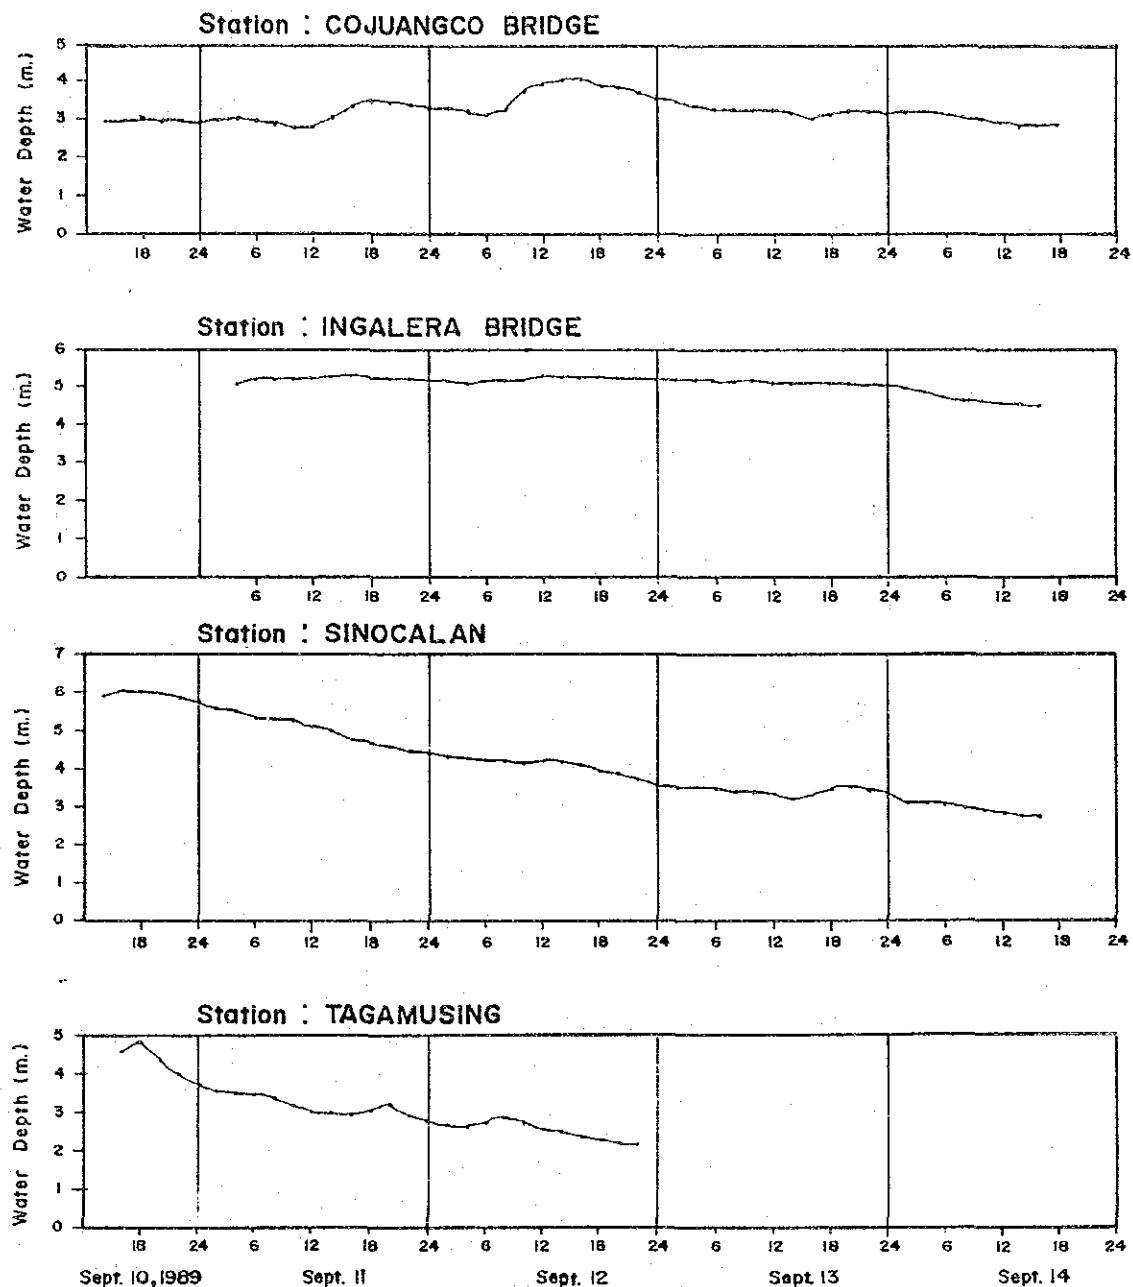 Station : COJUANGCO BRIDGE
Water Depth (m.)
5
4
3
2
1
0
18 24 6 12 18 24 6 12 18 24 6 12 18 24 6 12 18 24
Station : INGALERA BRIDGE
Water Depth (m.)
6
5
4
3
2
1
0
6 12 18 24 6 12 18 24 6 12 18 24 6 12 18 24
Station : SINOCALAN
Water Depth (m.)
7
6
5
4
3
2
1
0
18 24 6 12 18 24 6 12 18 24 6 12 18 24 6 12 18 24
Station : TAGAMUSING
Water Depth (m.)
5
4
3
2
1
0
18 24 6 12 18 24 6 12 18 24 6 12 18 24 6 12 18 24
Sept. 10,1989 Sept. 11 Sept. 12 Sept. 13 Sept. 14